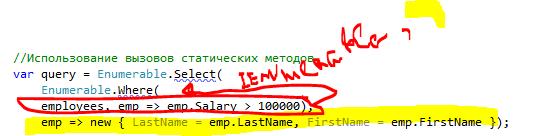 //Использование вызовов статических методов
var query = Enumerable.Select(
Enumerable.Where(
employees, emp => emp.Salary > 100000),
emp => new { LastName = emp.LastName, FirstName = emp.FirstName });